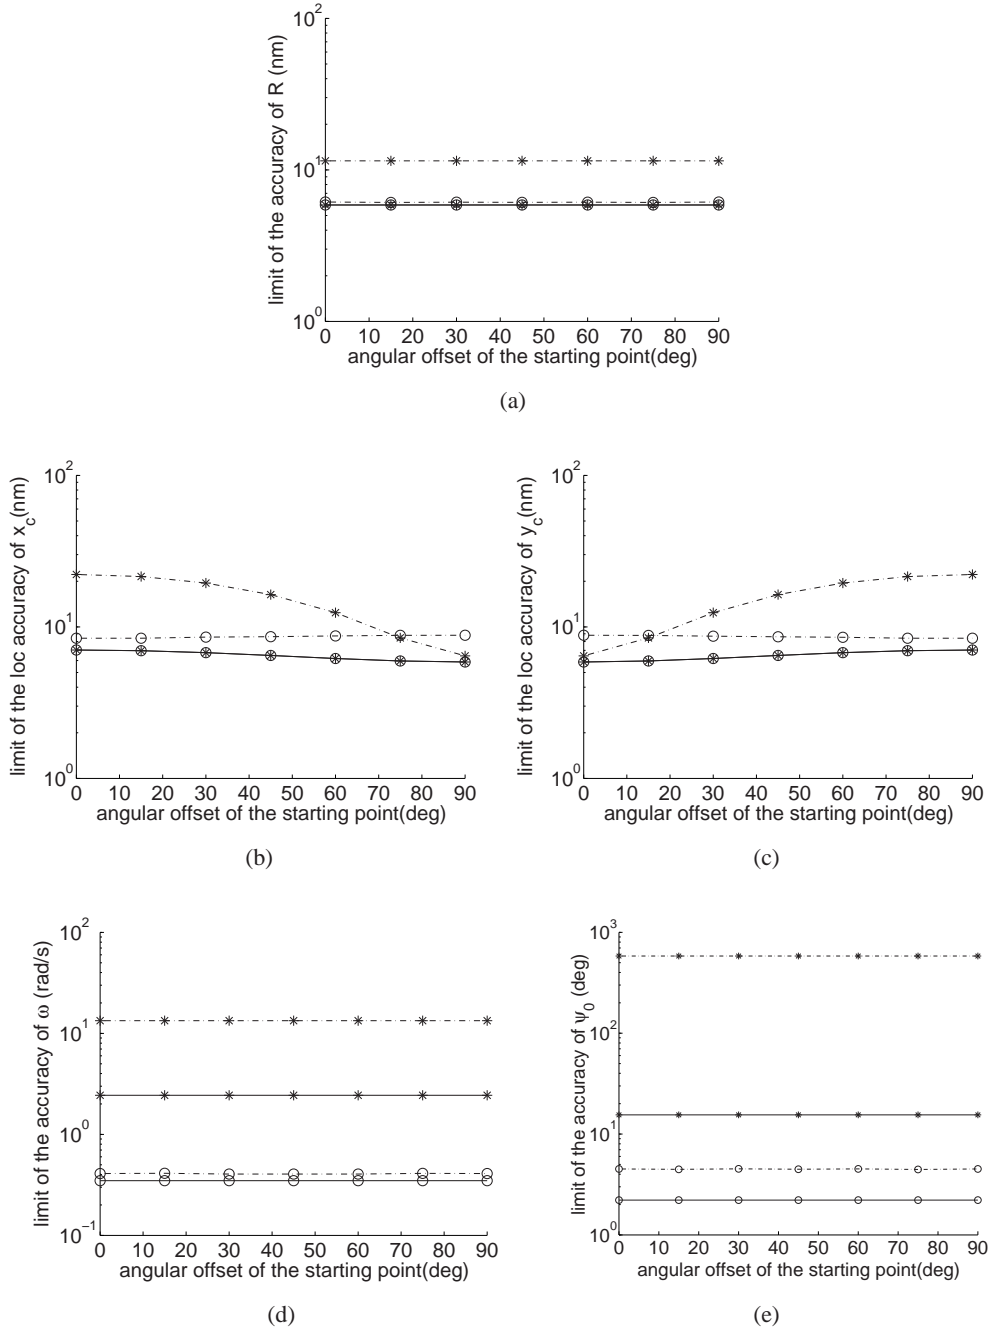 10^2
10^1
10^0
limit of the accuracy of R (nm)
0 10 20 30 40 50 60 70 80 90
angular offset of the starting point(deg)
(a)
10^2
10^1
10^0
limit of the loc accuracy of x_c(nm)
0 10 20 30 40 50 60 70 80 90
angular offset of the starting point(deg)
(b)
10^2
10^1
10^0
limit of the loc accuracy of y_c(nm)
0 10 20 30 40 50 60 70 80 90
angular offset of the starting point(deg)
(c)
10^2
10^1
10^0
10^−1
limit of the accuracy of ω (rad/s)
0 10 20 30 40 50 60 70 80 90
angular offset of the starting point(deg)
(d)
10^3
10^2
10^1
10^0
limit of the accuracy of ψ_0 (deg)
0 10 20 30 40 50 60 70 80 90
angular offset of the starting point(deg)
(e)